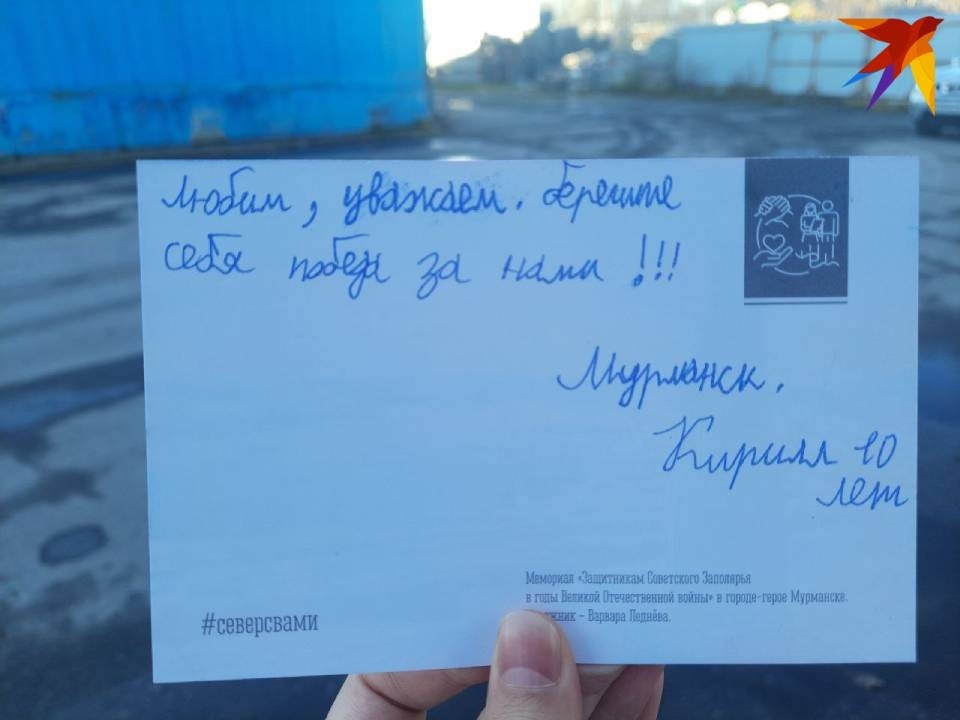 Любим, уважаем. берегите
себя победа за нами !!!
Мурманск.
Кирилл 10
лет
Мемориал «Защитникам Советского Заполярья
в годы Великой Отечественной войны» в городе-герое Мурманске.
– Варвара Леднёва.
#северсвами